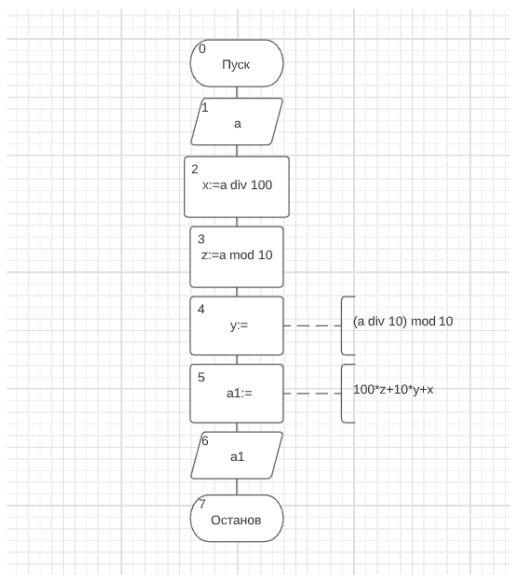 0
Пуск
1
a
2
x:=a div 100
3
z:=a mod 10
4
y:=
(a div 10) mod 10
5
a1:=
100*z+10*y+x
6
a1
7
Останов